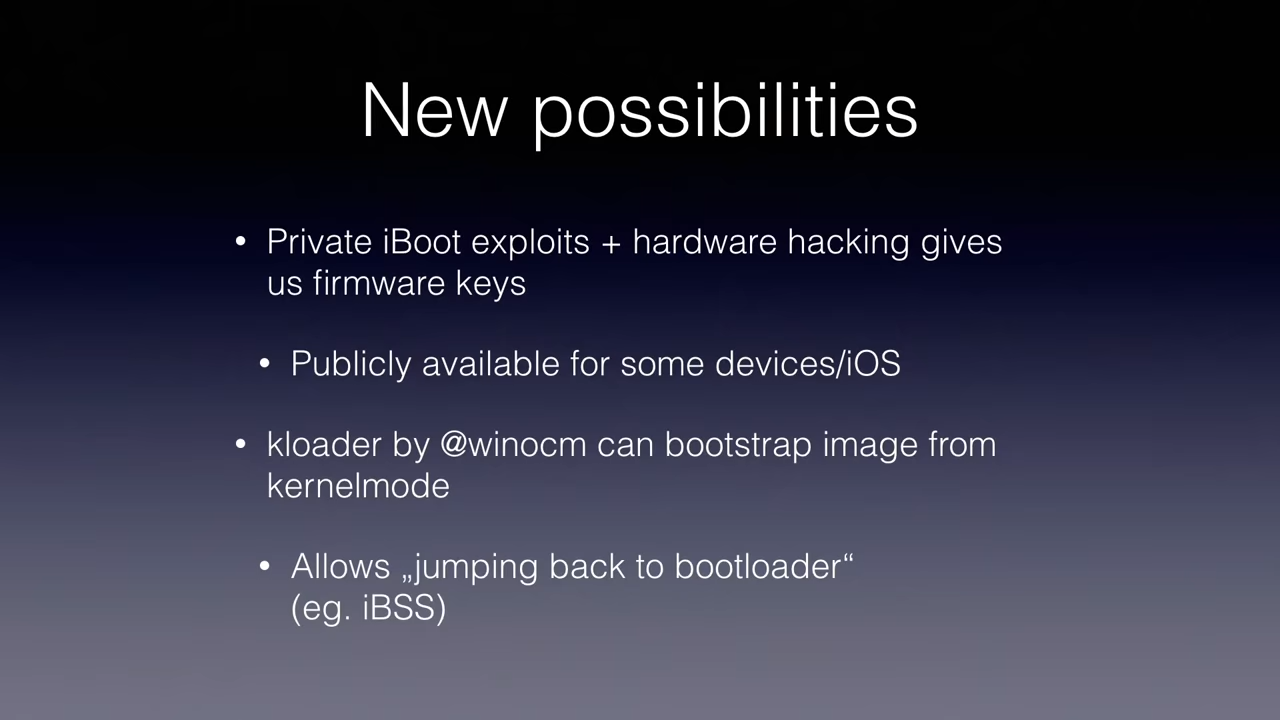 New possibilities
• Private iBoot exploits + hardware hacking gives
us firmware keys
• Publicly available for some devices/iOS
• kloader by @winocm can bootstrap image from
kernelmode
• Allows „jumping back to bootloader“
(eg. iBSS)